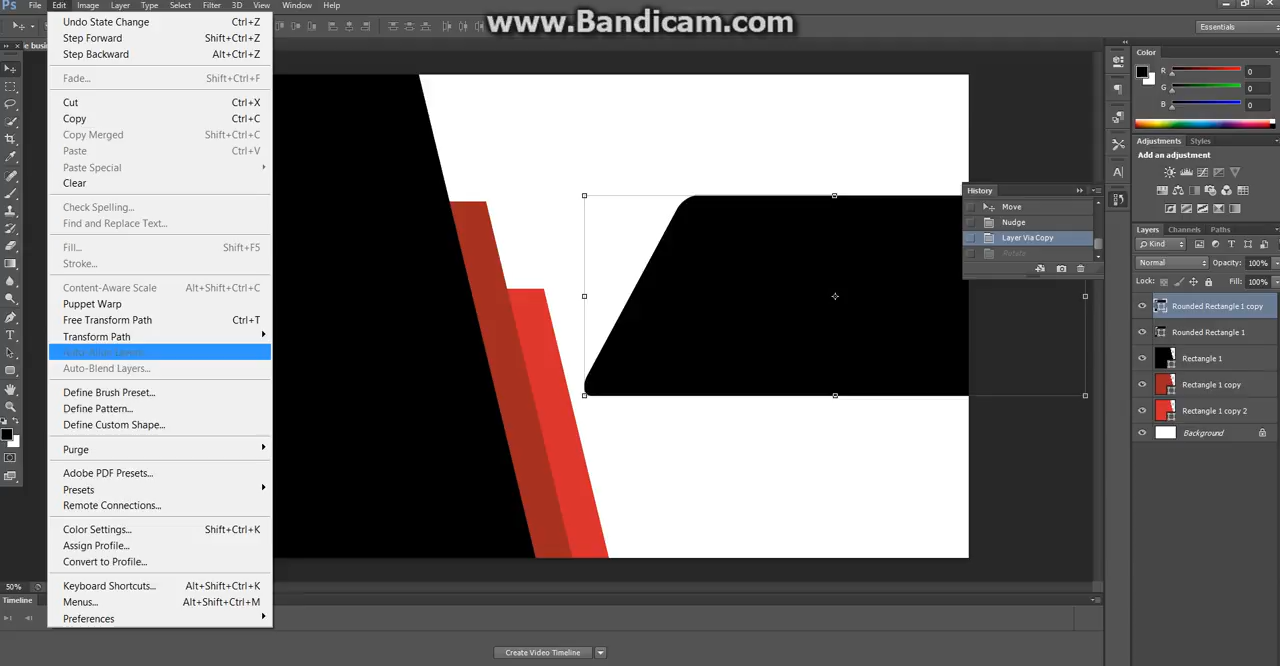 www.Bandicam.com
Ps File Edit Image Layer Type Select Filter 3D View Window Help
Essentials
Undo State Change Ctrl+Z
Step Forward Shift+Ctrl+Z
Step Backward Alt+Ctrl+Z
Fade... Shift+Ctrl+F
Cut Ctrl+X
Copy Ctrl+C
Copy Merged Shift+Ctrl+C
Paste Ctrl+V
Paste Special
Clear
Check Spelling...
Find and Replace Text...
Fill... Shift+F5
Stroke...
Content-Aware Scale Alt+Shift+Ctrl+C
Puppet Warp
Free Transform Path Ctrl+T
Transform Path
Auto-Blend Layers...
Define Brush Preset...
Define Pattern...
Define Custom Shape...
Purge
Adobe PDF Presets...
Presets
Remote Connections...
Color Settings... Shift+Ctrl+K
Assign Profile...
Convert to Profile...
Keyboard Shortcuts... Alt+Shift+Ctrl+K
Menus... Alt+Shift+Ctrl+M
Preferences
50%
Timeline
Create Video Timeline
History
Move
Nudge
Layer Via Copy
Color
R 0
G 0
B 0
Adjustments Styles
Add an adjustment
Layers Channels Paths
Kind
Normal Opacity: 100%
Lock: Fill: 100%
Rounded Rectangle 1 copy
Rounded Rectangle 1
Rectangle 1
Rectangle 1 copy
Rectangle 1 copy 2
Background